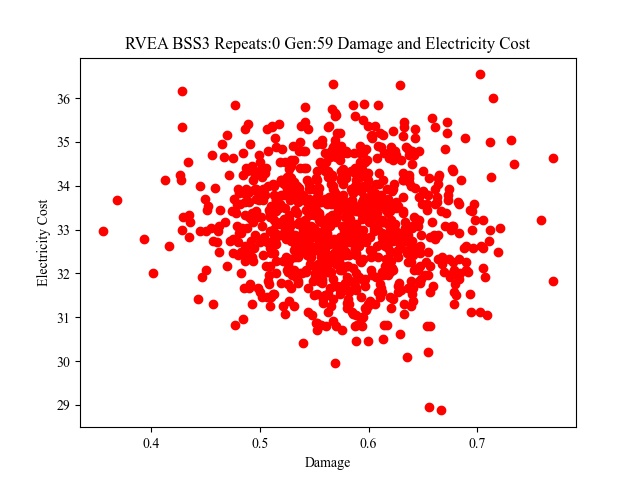 RVEA BSS3 Repeats:0 Gen:59 Damage and Electricity Cost
36
35
34
33
32
31
30
29
Electricity Cost
0.4 0.5 0.6 0.7
Damage